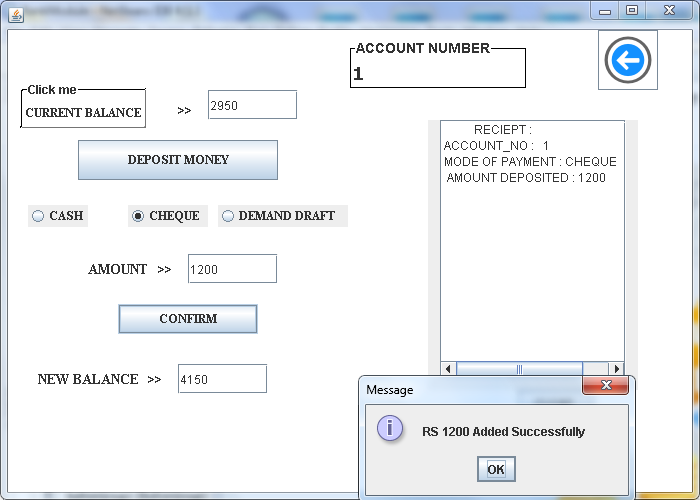 ACCOUNT NUMBER
1
Click me
CURRENT BALANCE >> 2950
DEPOSIT MONEY
CASH CHEQUE DEMAND DRAFT
AMOUNT >> 1200
CONFIRM
NEW BALANCE >> 4150
RECIEPT :
ACCOUNT_NO : 1
MODE OF PAYMENT : CHEQUE
AMOUNT DEPOSITED : 1200
Message
RS 1200 Added Successfully
OK